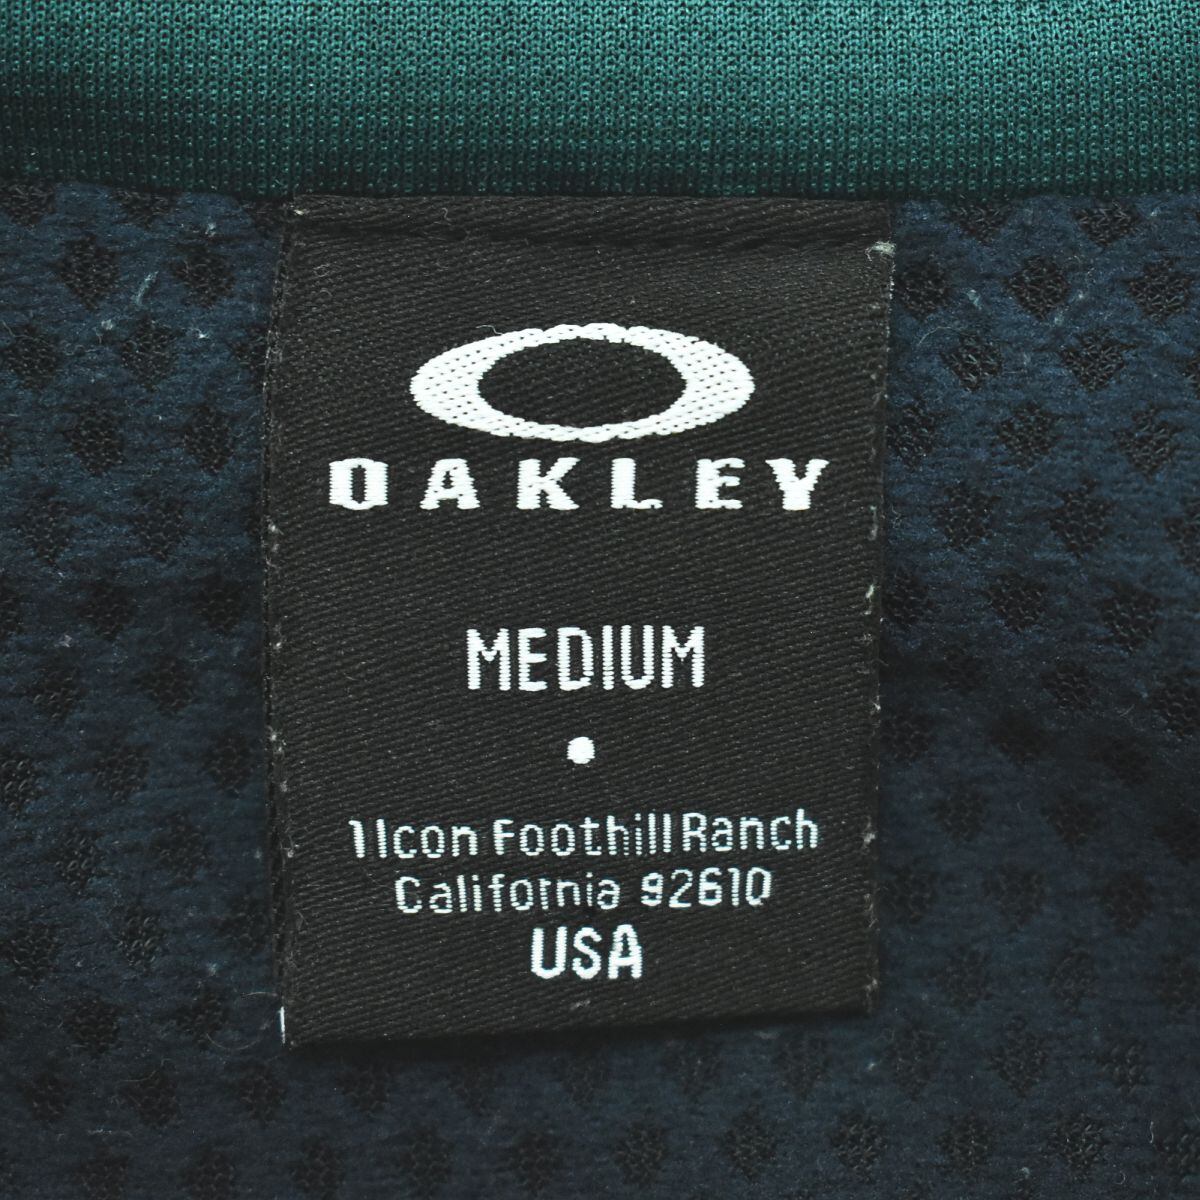 OAKLEY
MEDIUM
1 Icon Foothill Ranch
California 92610
USA